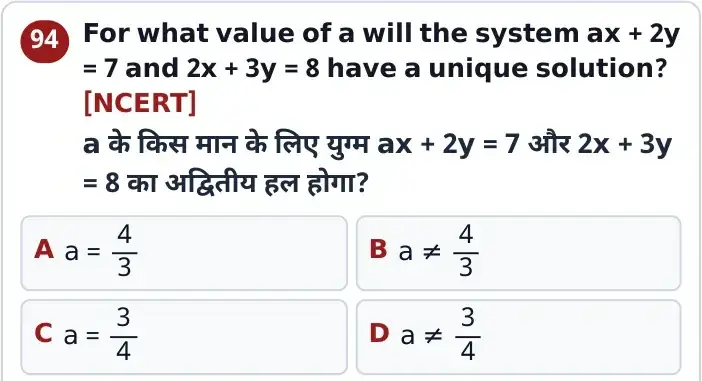 94 For what value of a will the system ax + 2y
= 7 and 2x + 3y = 8 have a unique solution?
[NCERT]
a के किस मान के लिए युग्म ax + 2y = 7 और 2x + 3y
= 8 का अद्वितीय हल होगा?
A a = 4/3
B a ≠ 4/3
C a = 3/4
D a ≠ 3/4